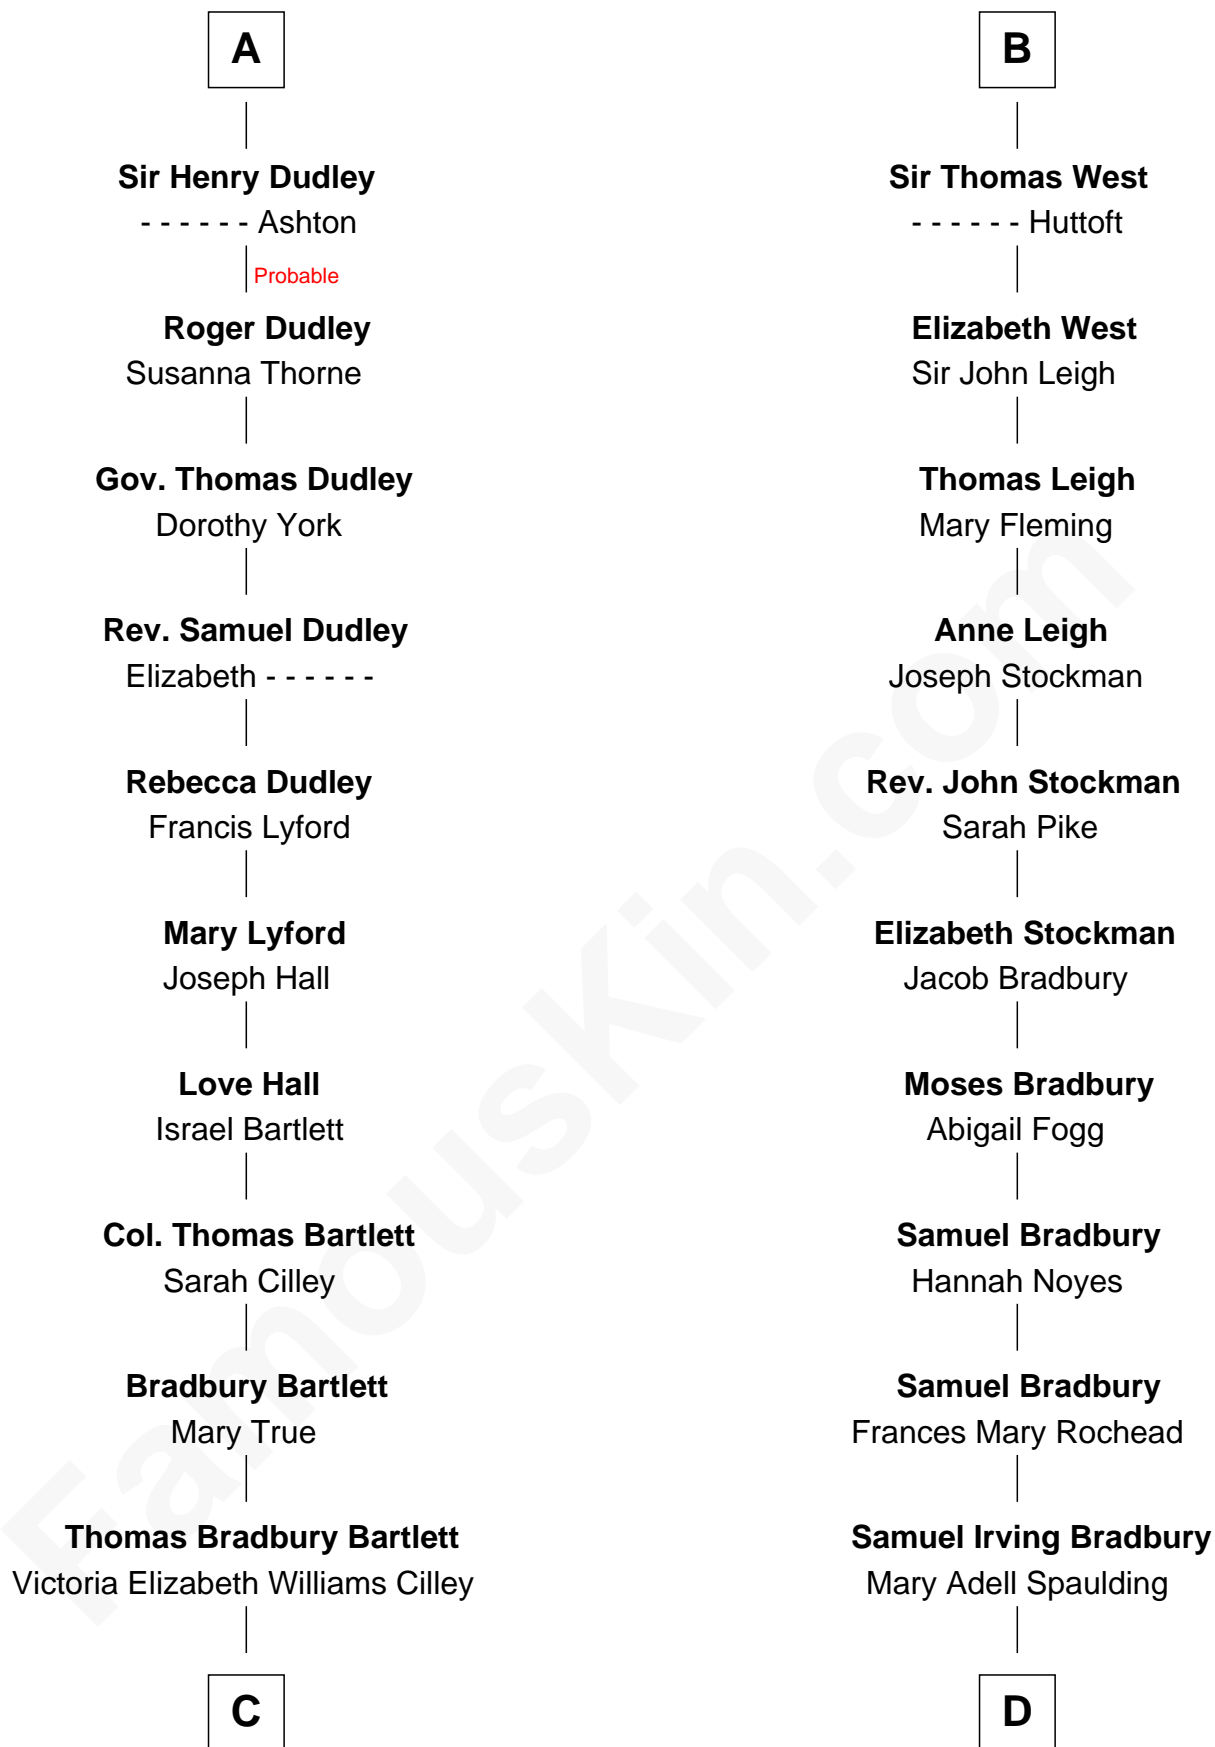 A
Sir Henry Dudley
- - - - - - Ashton
Probable
Roger Dudley
Susanna Thorne
Gov. Thomas Dudley
Dorothy York
Rev. Samuel Dudley
Elizabeth - - - - - -
Rebecca Dudley
Francis Lyford
Mary Lyford
Joseph Hall
Love Hall
Israel Bartlett
Col. Thomas Bartlett
Sarah Cilley
Bradbury Bartlett
Mary True
Thomas Bradbury Bartlett
Victoria Elizabeth Williams Cilley
C
B
Sir Thomas West
- - - - - - Huttoft
Elizabeth West
Sir John Leigh
Thomas Leigh
Mary Fleming
Anne Leigh
Joseph Stockman
Rev. John Stockman
Sarah Pike
Elizabeth Stockman
Jacob Bradbury
Moses Bradbury
Abigail Fogg
Samuel Bradbury
Hannah Noyes
Samuel Bradbury
Frances Mary Rochead
Samuel Irving Bradbury
Mary Adell Spaulding
D
FamousKin.com